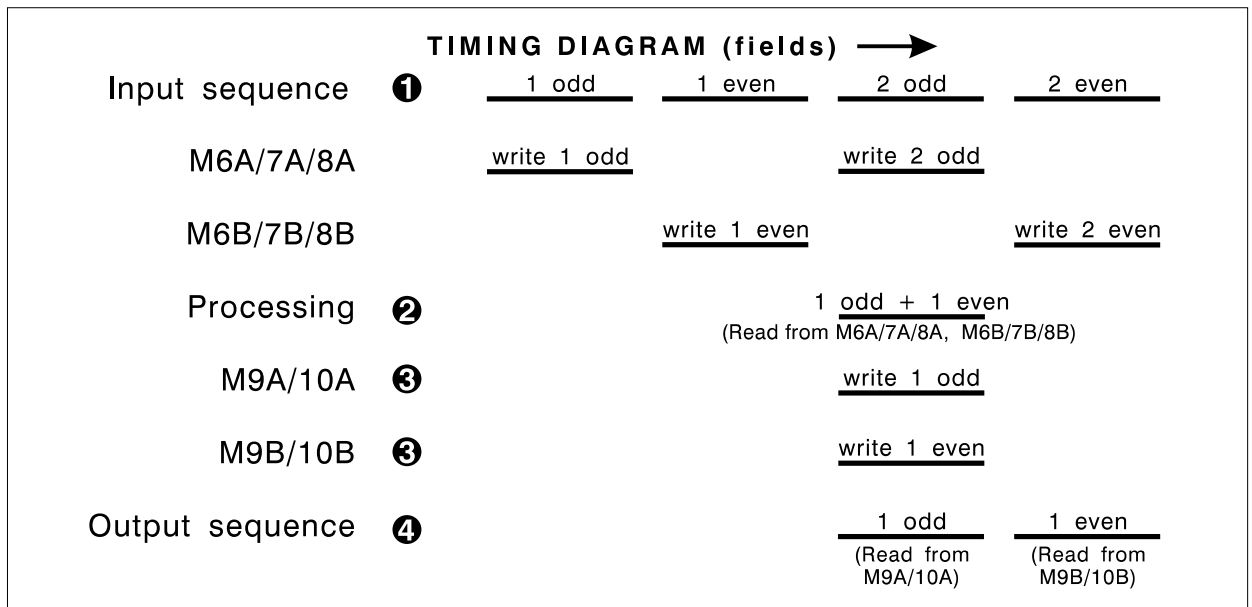 TIMING DIAGRAM (fields)
Input sequence ❶ 1 odd 1 even 2 odd 2 even
M6A/7A/8A write 1 odd write 2 odd
M6B/7B/8B write 1 even write 2 even
Processing ❷ 1 odd + 1 even
(Read from M6A/7A/8A, M6B/7B/8B)
M9A/10A ❸ write 1 odd
M9B/10B ❸ write 1 even
Output sequence ❹ 1 odd 1 even
(Read from (Read from
M9A/10A) M9B/10B)